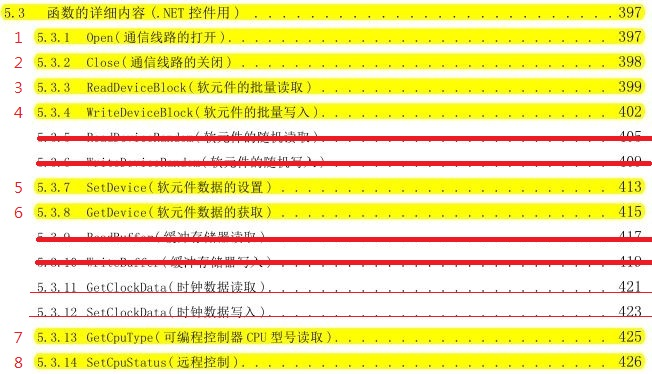 5.3 函数的详细内容(.NET 控件用) . . . . . . . . . . . . . . . . . . . . . . . . . . . . . . 397
1 5.3.1 Open(通信线路的打开). . . . . . . . . . . . . . . . . . . . . . . . . . . . . . 397
2 5.3.2 Close(通信线路的关闭) . . . . . . . . . . . . . . . . . . . . . . . . . . . . . 398
3 5.3.3 ReadDeviceBlock(软元件的批量读取) . . . . . . . . . . . . . . . . . . . . . . . . 399
4 5.3.4 WriteDeviceBlock(软元件的批量写入) . . . . . . . . . . . . . . . . . . . . . . . 402
5.3.5 ReadDeviceRandom(软元件的随机读取) . . . . . . . . . . . . . . . . . . . . . . . 405
5.3.6 WriteDeviceRandom(软元件的随机写入) . . . . . . . . . . . . . . . . . . . . . . . 409
5 5.3.7 SetDevice(软元件数据的设置) . . . . . . . . . . . . . . . . . . . . . . . . . . 413
6 5.3.8 GetDevice(软元件数据的获取) . . . . . . . . . . . . . . . . . . . . . . . . . . 415
5.3.9 ReadBuffer(缓冲存储器读取) . . . . . . . . . . . . . . . . . . . . . . . . . . . 417
5.3.10 WriteBuffer(缓冲存储器写入) . . . . . . . . . . . . . . . . . . . . . . . . . . 419
5.3.11 GetClockData(时钟数据读取) . . . . . . . . . . . . . . . . . . . . . . . . . . . 421
5.3.12 SetClockData(时钟数据写入) . . . . . . . . . . . . . . . . . . . . . . . . . . . 423
7 5.3.13 GetCpuType(可编程控制器 CPU 型号读取). . . . . . . . . . . . . . . . . . . . . . 425
8 5.3.14 SetCpuStatus(远程控制) . . . . . . . . . . . . . . . . . . . . . . . . . . . . . 426